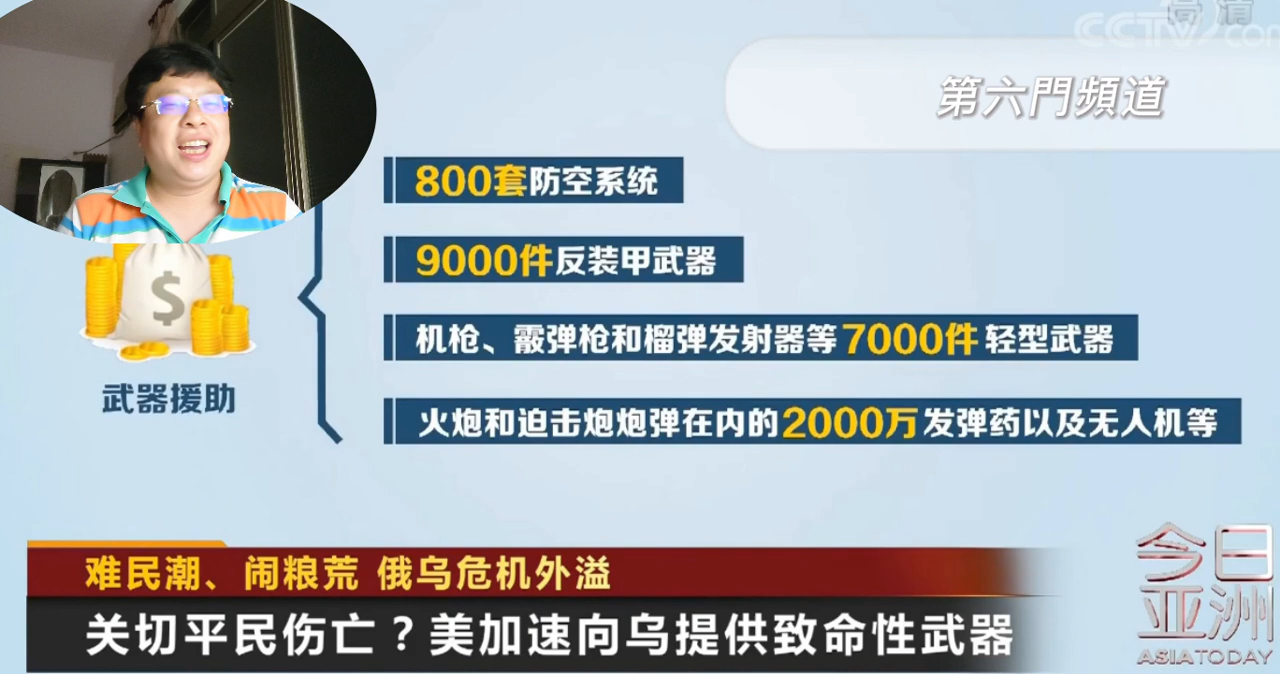 高清
CCTV.com
第六門頻道
800套防空系统
9000件反装甲武器
机枪、霰弹枪和榴弹发射器等7000件轻型武器
火炮和迫击炮炮弹在内的2000万发弹药以及无人机等
$
武器援助
难民潮、闹粮荒 俄乌危机外溢
关切平民伤亡？美加速向乌提供致命性武器
今日
亚洲
ASIA TODAY